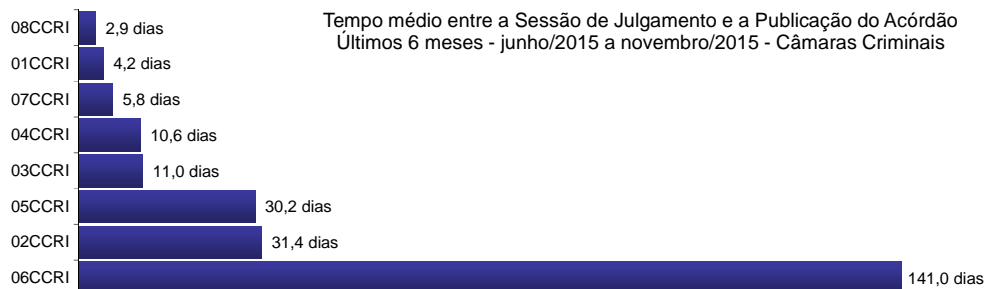 Tempo médio entre a Sessão de Julgamento e a Publicação do Acórdão
Últimos 6 meses - junho/2015 a novembro/2015 - Câmaras Criminais
08CCRI 2,9 dias
01CCRI 4,2 dias
07CCRI 5,8 dias
04CCRI 10,6 dias
03CCRI 11,0 dias
05CCRI 30,2 dias
02CCRI 31,4 dias
06CCRI 141,0 dias